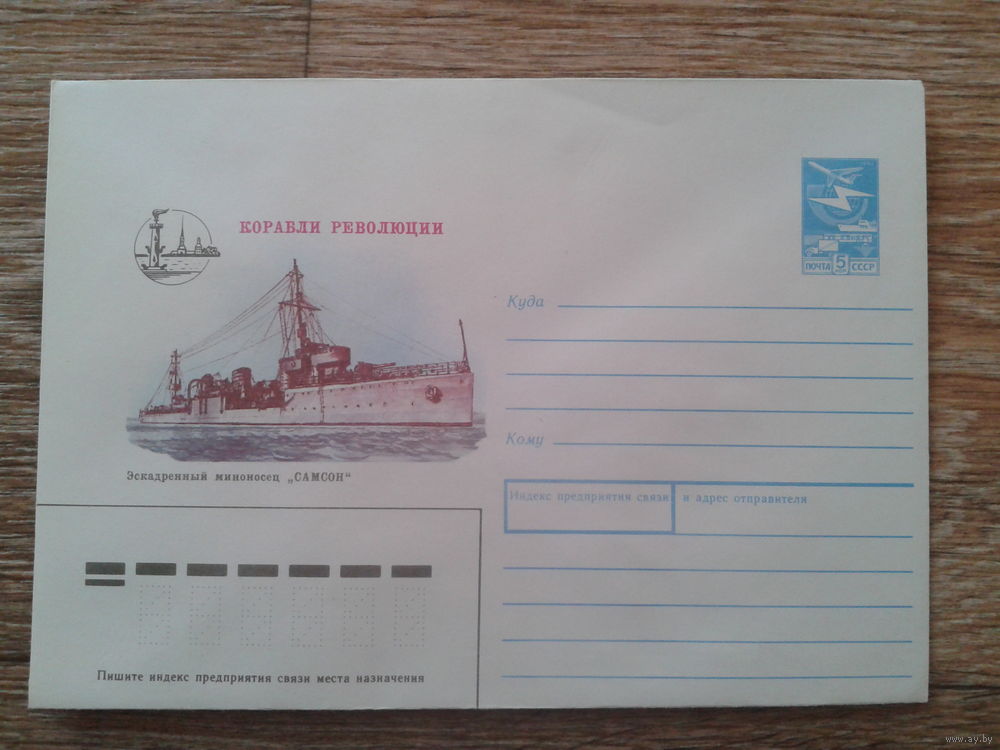 КОРАБЛИ РЕВОЛЮЦИИ
ПОЧТА 5 СССР
Куда
Кому
Эскадренный миноносец „САМСОН“
Индекс предприятия связи и адрес отправителя
Пишите индекс предприятия связи места назначения
www.ay.by